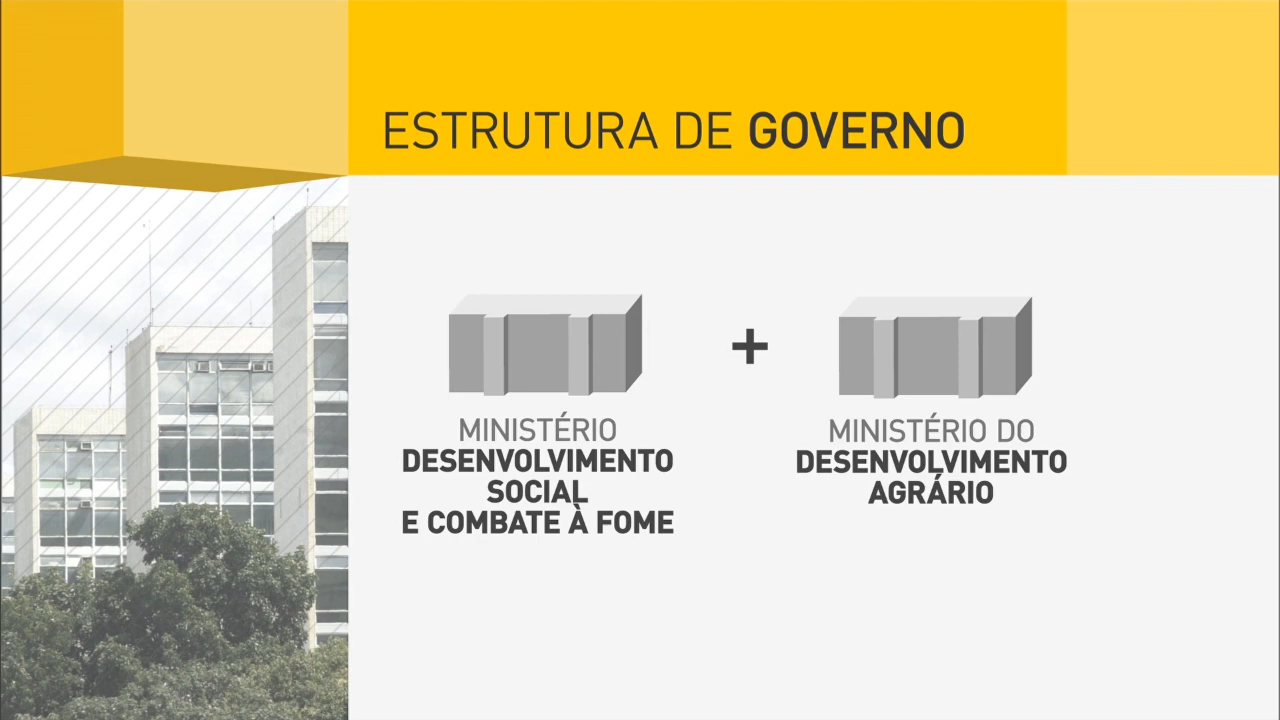 ESTRUTURA DE GOVERNO
+
MINISTÉRIO
DESENVOLVIMENTO
SOCIAL
E COMBATE À FOME
MINISTÉRIO DO
DESENVOLVIMENTO
AGRÁRIO